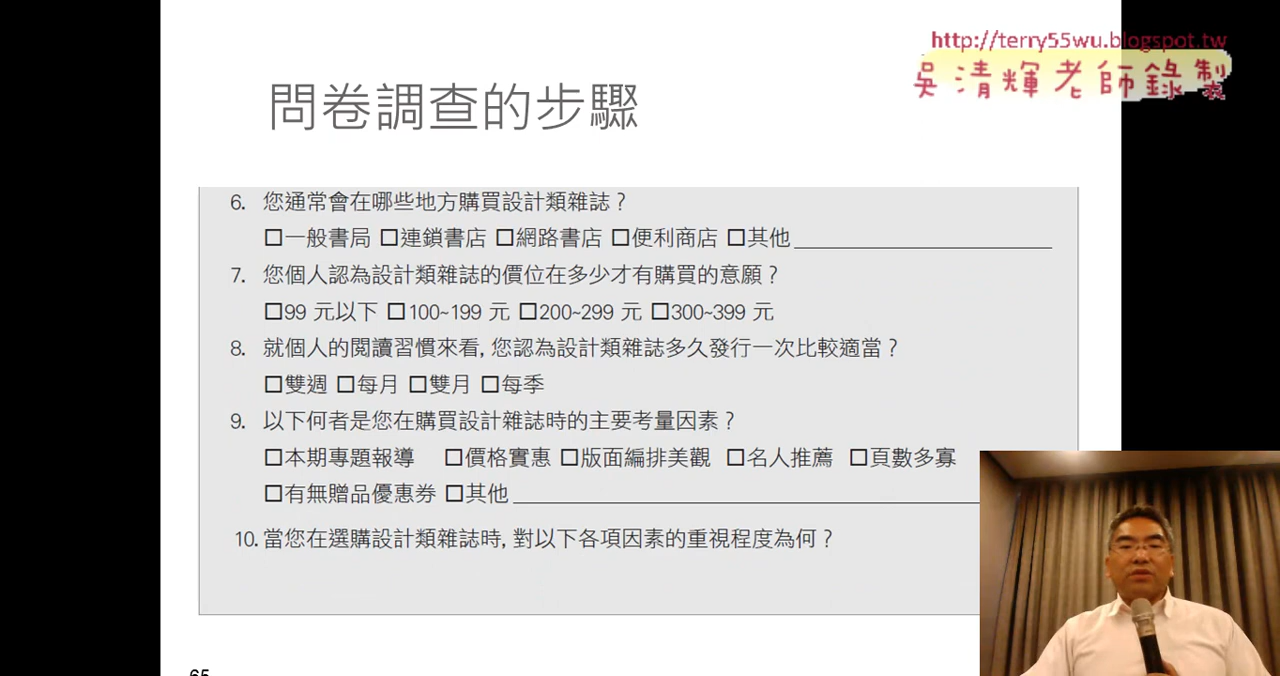 http://terry55wu.blogspot.tw
吳清輝老師錄製
問卷調查的步驟
6. 您通常會在哪些地方購買設計類雜誌？
□一般書局 □連鎖書店 □網路書店 □便利商店 □其他
7. 您個人認為設計類雜誌的價位在多少才有購買的意願？
□99 元以下 □100~199 元 □200~299 元 □300~399 元
8. 就個人的閱讀習慣來看, 您認為設計類雜誌多久發行一次比較適當？
□雙週 □每月 □雙月 □每季
9. 以下何者是您在購買設計雜誌時的主要考量因素？
□本期專題報導 □價格實惠 □版面編排美觀 □名人推薦 □頁數多寡
□有無贈品優惠券 □其他
10. 當您在選購設計類雜誌時, 對以下各項因素的重視程度為何？
65